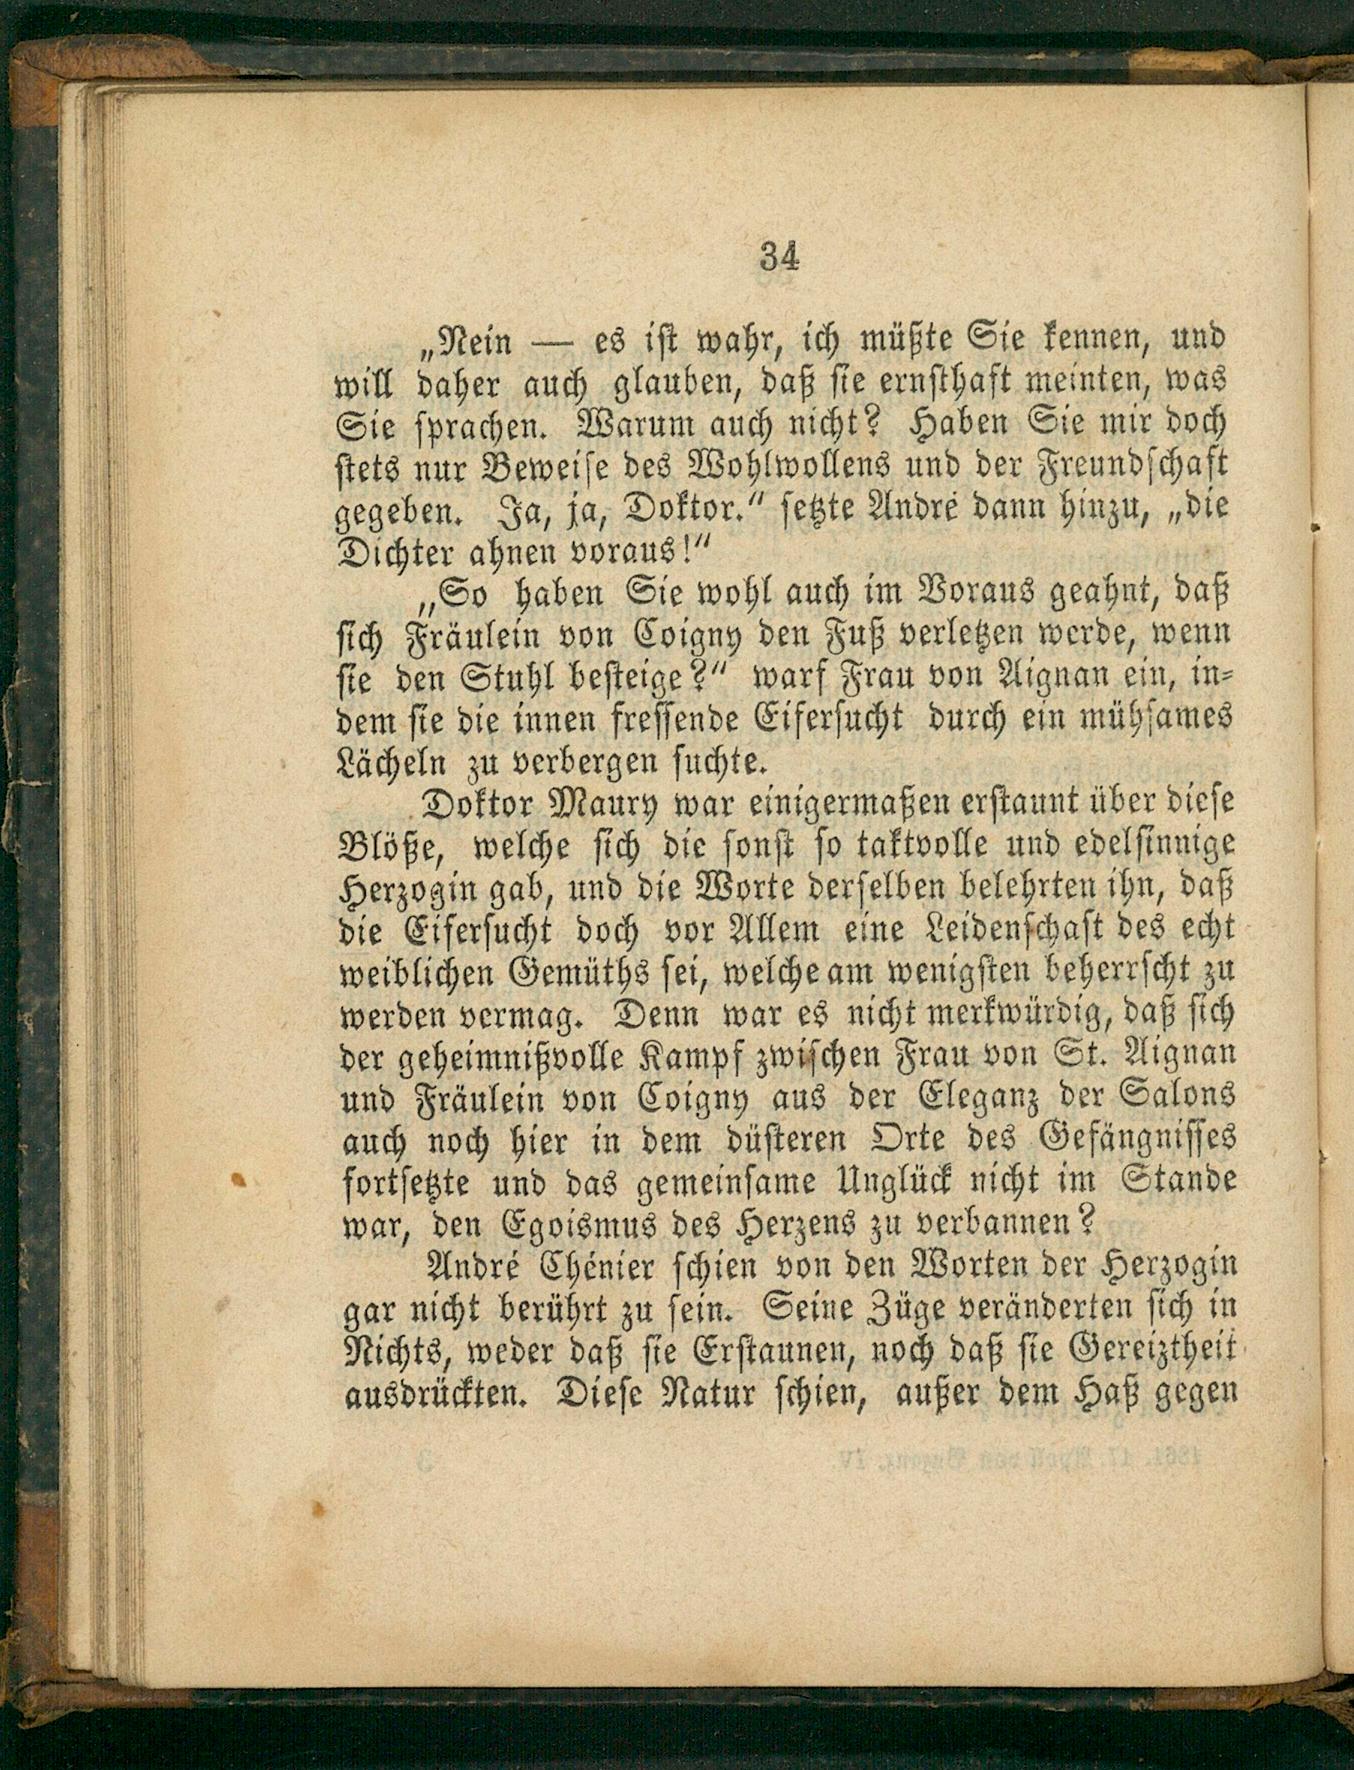 34
„Nein — es ist wahr, ich müßte Sie kennen, und
will daher auch glauben, daß sie ernsthaft meinten, was
Sie sprachen. Warum auch nicht? Haben Sie mir doch
stets nur Beweise des Wohlwollens und der Freundschaft
gegeben. Ja, ja, Doktor.“ setzte André dann hinzu, „die
Dichter ahnen voraus!“
„So haben Sie wohl auch im Voraus geahnt, daß
sich Fräulein von Coigny den Fuß verletzen werde, wenn
sie den Stuhl besteige?“ warf Frau von Aignan ein, in-
dem sie die innen fressende Eifersucht durch ein mühsames
Lächeln zu verbergen suchte.
Doktor Maury war einigermaßen erstaunt über diese
Blöße, welche sich die sonst so taktvolle und edelsinnige
Herzogin gab, und die Worte derselben belehrten ihn, daß
die Eifersucht doch vor Allem eine Leidenschaft des echt
weiblichen Gemüths sei, welche am wenigsten beherrscht zu
werden vermag. Denn war es nicht merkwürdig, daß sich
der geheimnißvolle Kampf zwischen Frau von St. Aignan
und Fräulein von Coigny aus der Eleganz der Salons
auch noch hier in dem düsteren Orte des Gefängnisses
fortsetzte und das gemeinsame Unglück nicht im Stande
war, den Egoismus des Herzens zu verbannen?
André Chénier schien von den Worten der Herzogin
gar nicht berührt zu sein. Seine Züge veränderten sich in
Nichts, weder daß sie Erstaunen, noch daß sie Gereiztheit
ausdrückten. Diese Natur schien, außer dem Haß gegen